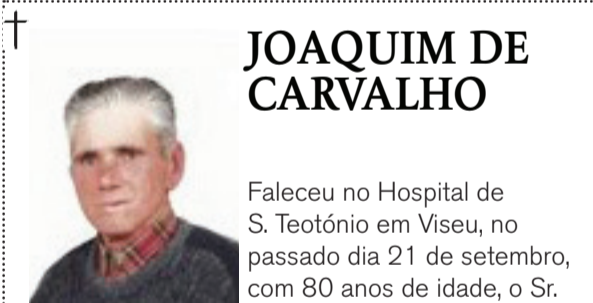 JOAQUIM DE
CARVALHO
Faleceu no Hospital de
S. Teotónio em Viseu, no
passado dia 21 de setembro,
com 80 anos de idade, o Sr.